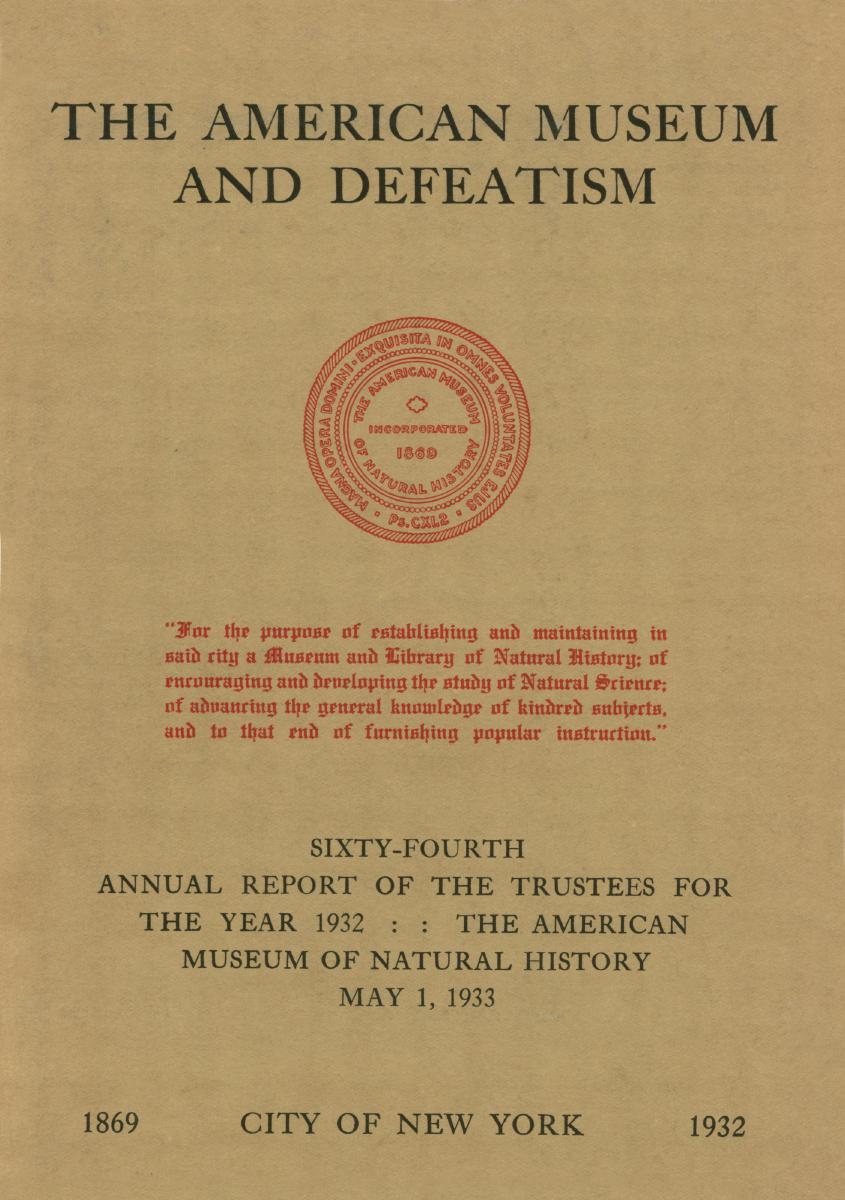 THE AMERICAN MUSEUM
AND DEFEATISM
MAGNA OPERA DOMINI · EXQUISITA IN OMNES VOLUNTATES EJUS
· Ps. CXI.2 ·
THE AMERICAN MUSEUM
INCORPORATED
1869
OF NATURAL HISTORY
"For the purpose of establishing and maintaining in
said city a Museum and Library of Natural History; of
encouraging and developing the study of Natural Science;
of advancing the general knowledge of kindred subjects,
and to that end of furnishing popular instruction."
SIXTY-FOURTH
ANNUAL REPORT OF THE TRUSTEES FOR
THE YEAR 1932 : : THE AMERICAN
MUSEUM OF NATURAL HISTORY
MAY 1, 1933
1869 CITY OF NEW YORK 1932